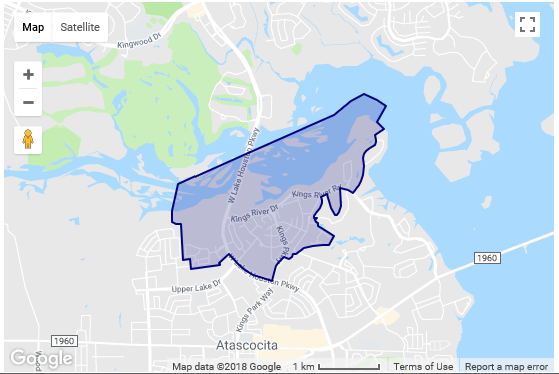 Map Satellite
Kingwood Dr
W Lake Houston Pkwy
Kings River Rd
Kings River Dr
Kings Pa
W Lake Houston Pkwy
1960
Upper Lake Dr
Kings Park Way
1960
Atascocita
Google
Map data ©2018 Google 1 km Terms of Use Report a map error